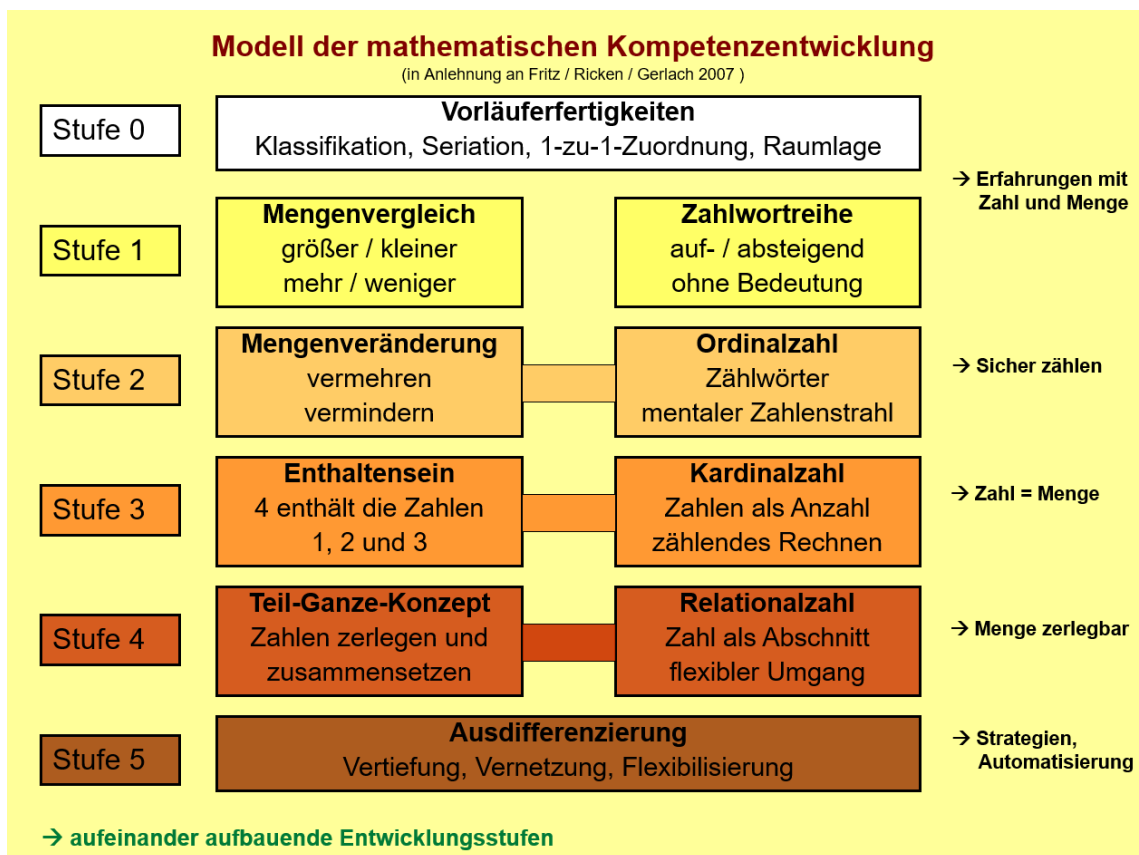 Modell der mathematischen Kompetenzentwicklung
(in Anlehnung an Fritz / Ricken / Gerlach 2007 )
Stufe 0
Vorläuferfertigkeiten
Klassifikation, Seriation, 1-zu-1-Zuordnung, Raumlage
→ Erfahrungen mit
Zahl und Menge
Stufe 1
Mengenvergleich
größer / kleiner
mehr / weniger
Zahlwortreihe
auf- / absteigend
ohne Bedeutung
Stufe 2
Mengenveränderung
vermehren
vermindern
Ordinalzahl
Zählwörter
mentaler Zahlenstrahl
→ Sicher zählen
Stufe 3
Enthaltensein
4 enthält die Zahlen
1, 2 und 3
Kardinalzahl
Zahlen als Anzahl
zählendes Rechnen
→ Zahl = Menge
Stufe 4
Teil-Ganze-Konzept
Zahlen zerlegen und
zusammensetzen
Relationalzahl
Zahl als Abschnitt
flexibler Umgang
→ Menge zerlegbar
Stufe 5
Ausdifferenzierung
Vertiefung, Vernetzung, Flexibilisierung
→ Strategien,
Automatisierung
→ aufeinander aufbauende Entwicklungsstufen